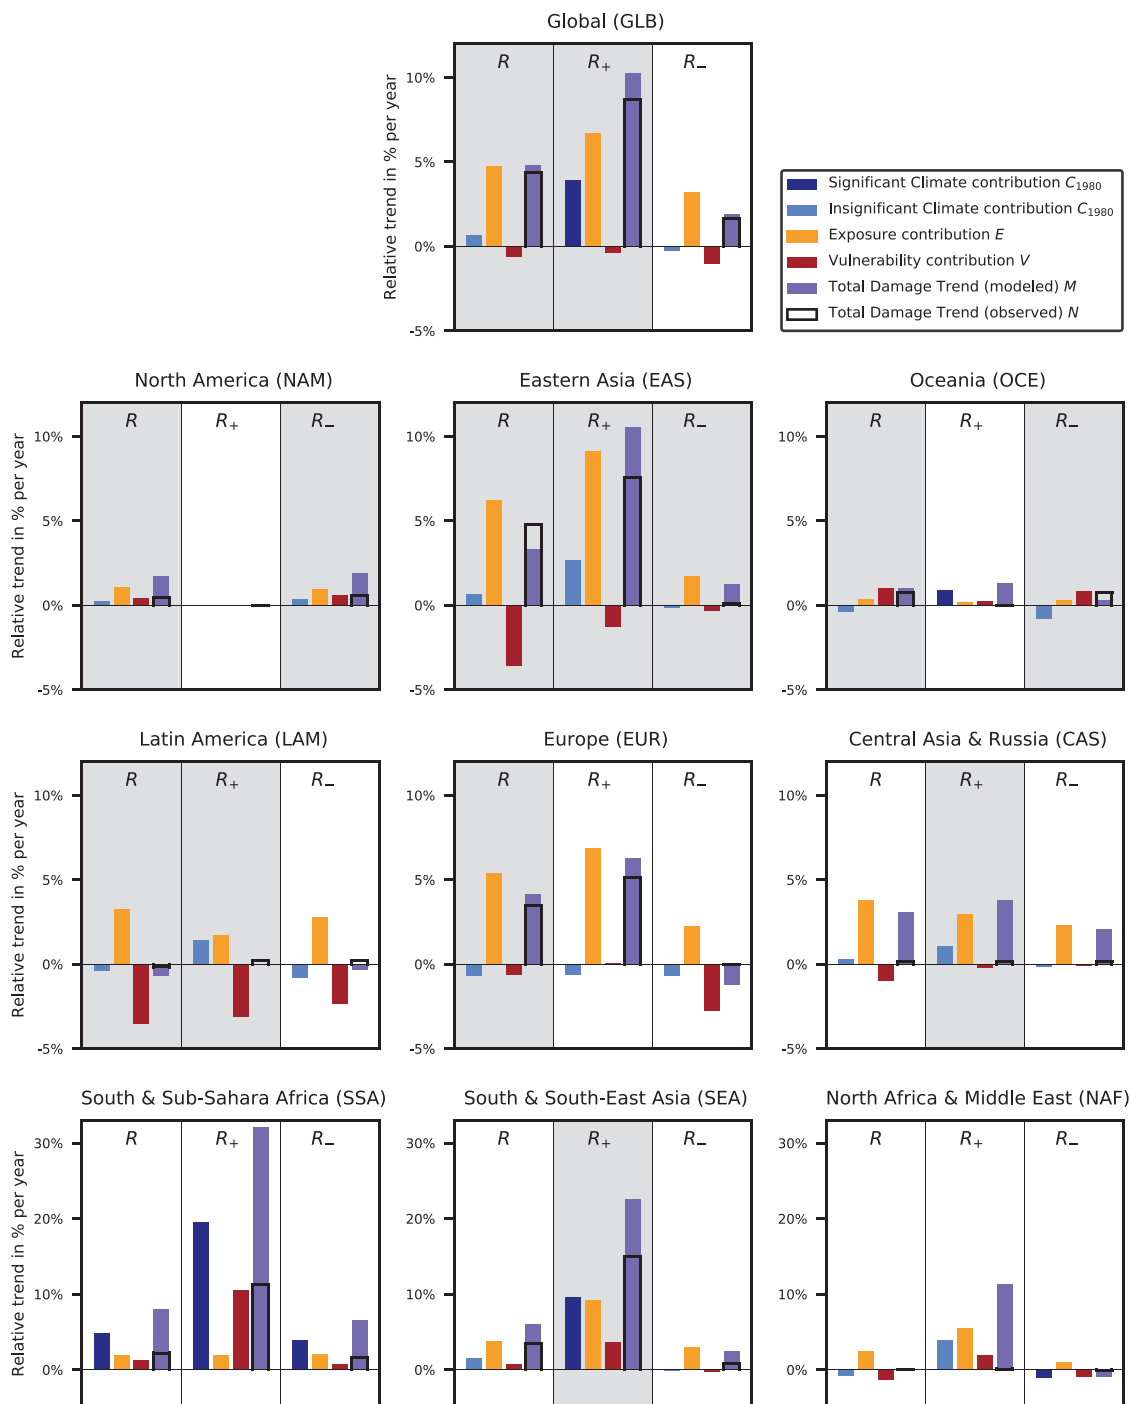 Global (GLB)
R R+ R−
10%
5%
0%
-5%
Relative trend in % per year
Significant Climate contribution C1980
Insignificant Climate contribution C1980
Exposure contribution E
Vulnerability contribution V
Total Damage Trend (modeled) M
Total Damage Trend (observed) N
North America (NAM)
R R+ R−
10%
5%
0%
-5%
Relative trend in % per year
Eastern Asia (EAS)
R R+ R−
10%
5%
0%
-5%
Oceania (OCE)
R R+ R−
10%
5%
0%
-5%
Latin America (LAM)
R R+ R−
10%
5%
0%
-5%
Relative trend in % per year
Europe (EUR)
R R+ R−
10%
5%
0%
-5%
Central Asia & Russia (CAS)
R R+ R−
10%
5%
0%
-5%
South & Sub-Sahara Africa (SSA)
R R+ R−
30%
20%
10%
0%
Relative trend in % per year
South & South-East Asia (SEA)
R R+ R−
30%
20%
10%
0%
North Africa & Middle East (NAF)
R R+ R−
30%
20%
10%
0%